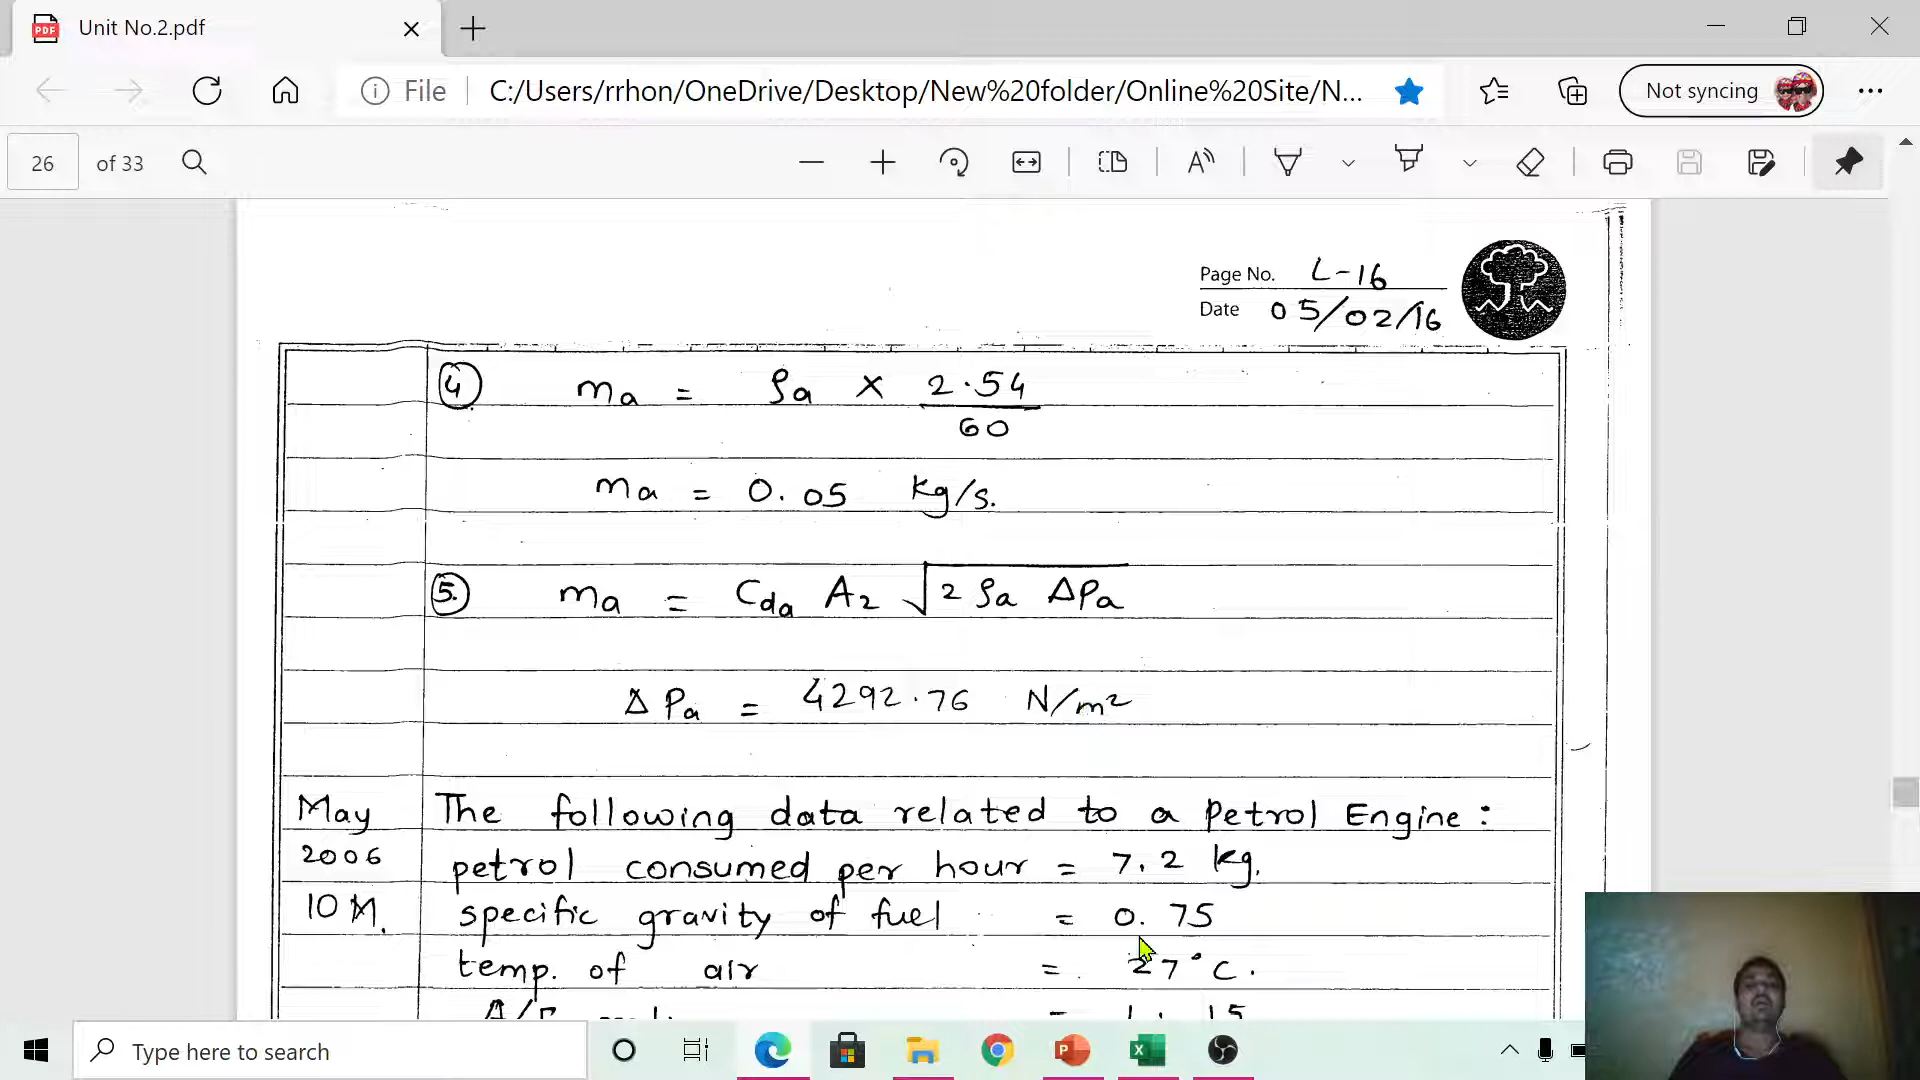 Unit No.2.pdf
File
C:/Users/rrhon/OneDrive/Desktop/New%20folder/Online%20Site/N...
Not syncing
26 of 33
Page No. L-16
Date 05/02/16
④ ma = ρa × 2.54/60
ma = 0.05 kg/s.
⑤ ma = Cda A2 √2 ρa ΔPa
Δ Pa = 4292.76 N/m²
May The following data related to a petrol Engine :
2006 petrol consumed per hour = 7.2 kg.
10 M. specific gravity of fuel = 0.75
temp. of air = 27°C.
Type here to search